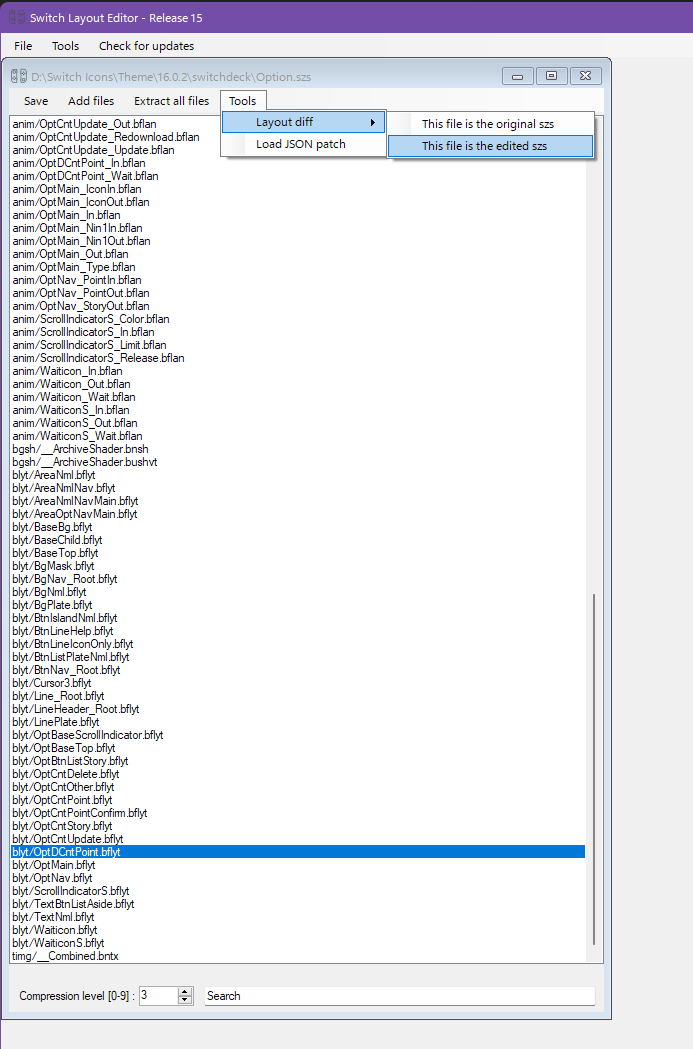 Switch Layout Editor - Release 15
File Tools Check for updates
D:\Switch Icons\Theme\16.0.2\switchdeck\Option.szs
Save Add files Extract all files Tools
Layout diff
Load JSON patch
This file is the original szs
This file is the edited szs
anim/OptCntUpdate_Out.bflan
anim/OptCntUpdate_Redownload.bflan
anim/OptCntUpdate_Update.bflan
anim/OptDCntPoint_In.bflan
anim/OptDCntPoint_Wait.bflan
anim/OptMain_IconIn.bflan
anim/OptMain_IconOut.bflan
anim/OptMain_In.bflan
anim/OptMain_Nin1In.bflan
anim/OptMain_Nin1Out.bflan
anim/OptMain_Out.bflan
anim/OptMain_Type.bflan
anim/OptNav_PointIn.bflan
anim/OptNav_PointOut.bflan
anim/OptNav_StoryOut.bflan
anim/ScrollIndicatorS_Color.bflan
anim/ScrollIndicatorS_In.bflan
anim/ScrollIndicatorS_Limit.bflan
anim/ScrollIndicatorS_Release.bflan
anim/Waiticon_In.bflan
anim/Waiticon_Out.bflan
anim/Waiticon_Wait.bflan
anim/WaiticonS_In.bflan
anim/WaiticonS_Out.bflan
anim/WaiticonS_Wait.bflan
bgsh/__ArchiveShader.bnsh
bgsh/__ArchiveShader.bushvt
blyt/AreaNml.bflyt
blyt/AreaNmlNav.bflyt
blyt/AreaNmlNavMain.bflyt
blyt/AreaOptNavMain.bflyt
blyt/BaseBg.bflyt
blyt/BaseChild.bflyt
blyt/BaseTop.bflyt
blyt/BgMask.bflyt
blyt/BgNav_Root.bflyt
blyt/BgNml.bflyt
blyt/BgPlate.bflyt
blyt/BtnIslandNml.bflyt
blyt/BtnLineHelp.bflyt
blyt/BtnLineIconOnly.bflyt
blyt/BtnListPlateNml.bflyt
blyt/BtnNav_Root.bflyt
blyt/Cursor3.bflyt
blyt/Line_Root.bflyt
blyt/LineHeader_Root.bflyt
blyt/LinePlate.bflyt
blyt/OptBaseScrollIndicator.bflyt
blyt/OptBaseTop.bflyt
blyt/OptBtnListStory.bflyt
blyt/OptCntDelete.bflyt
blyt/OptCntOther.bflyt
blyt/OptCntPoint.bflyt
blyt/OptCntPointConfirm.bflyt
blyt/OptCntStory.bflyt
blyt/OptCntUpdate.bflyt
blyt/OptDCntPoint.bflyt
blyt/OptMain.bflyt
blyt/OptNav.bflyt
blyt/ScrollIndicatorS.bflyt
blyt/TextBtnListAside.bflyt
blyt/TextNml.bflyt
blyt/Waiticon.bflyt
blyt/WaiticonS.bflyt
timg/__Combined.bntx
Compression level [0-9] : 3 Search